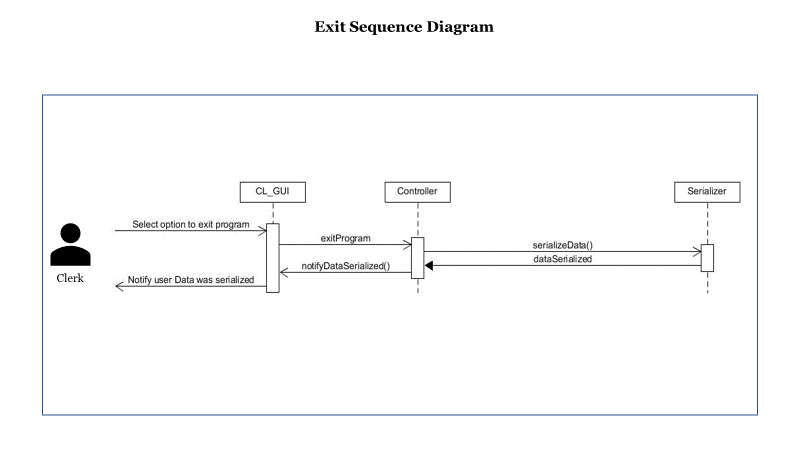 Exit Sequence Diagram
CL_GUI
Controller
Serializer
Select option to exit program
exitProgram
serializeData()
dataSerialized
notifyDataSerialized()
Clerk
Notify user Data was serialized